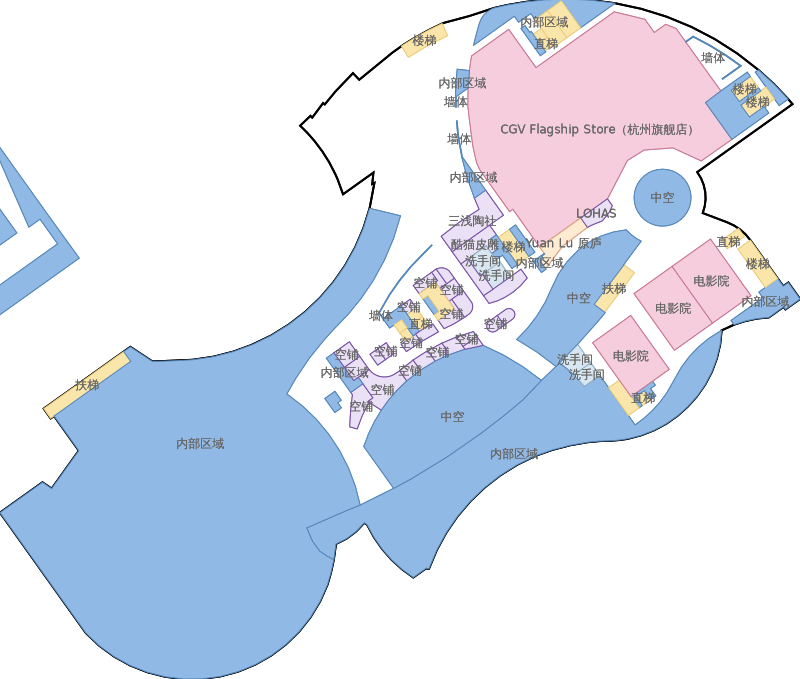 内部区域
楼梯
直梯
墙体
内部区域
楼梯
墙体
楼梯
CGV Flagship Store（杭州旗舰店）
墙体
内部区域
中空
LOHAS
三浅陶社
酷猫皮雕
楼梯
Yuan Lu 原庐
直梯
洗手间
内部区域
楼梯
洗手间
电影院
空铺
空铺
扶梯
中空
内部区域
空铺
电影院
墙体
空铺
直梯
空铺
空铺
空铺
空铺
空铺
空铺
电影院
洗手间
内部区域
空铺
洗手间
扶梯
空铺
直梯
空铺
中空
内部区域
内部区域